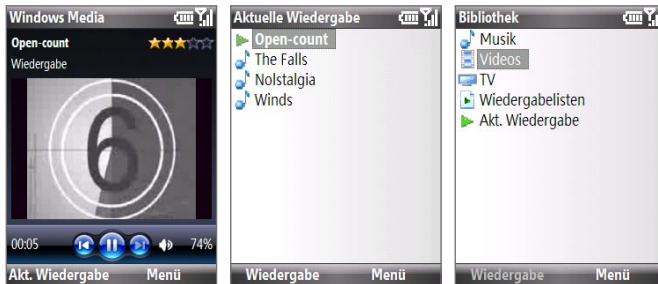 Windows Media
Open-count
Wiedergabe
6
00:05
74%
Akt. Wiedergabe Menü
Aktuelle Wiedergabe
Open-count
The Falls
Nolstalgia
Winds
Wiedergabe Menü
Bibliothek
Musik
Videos
TV
Wiedergabelisten
Akt. Wiedergabe
Wiedergabe Menü